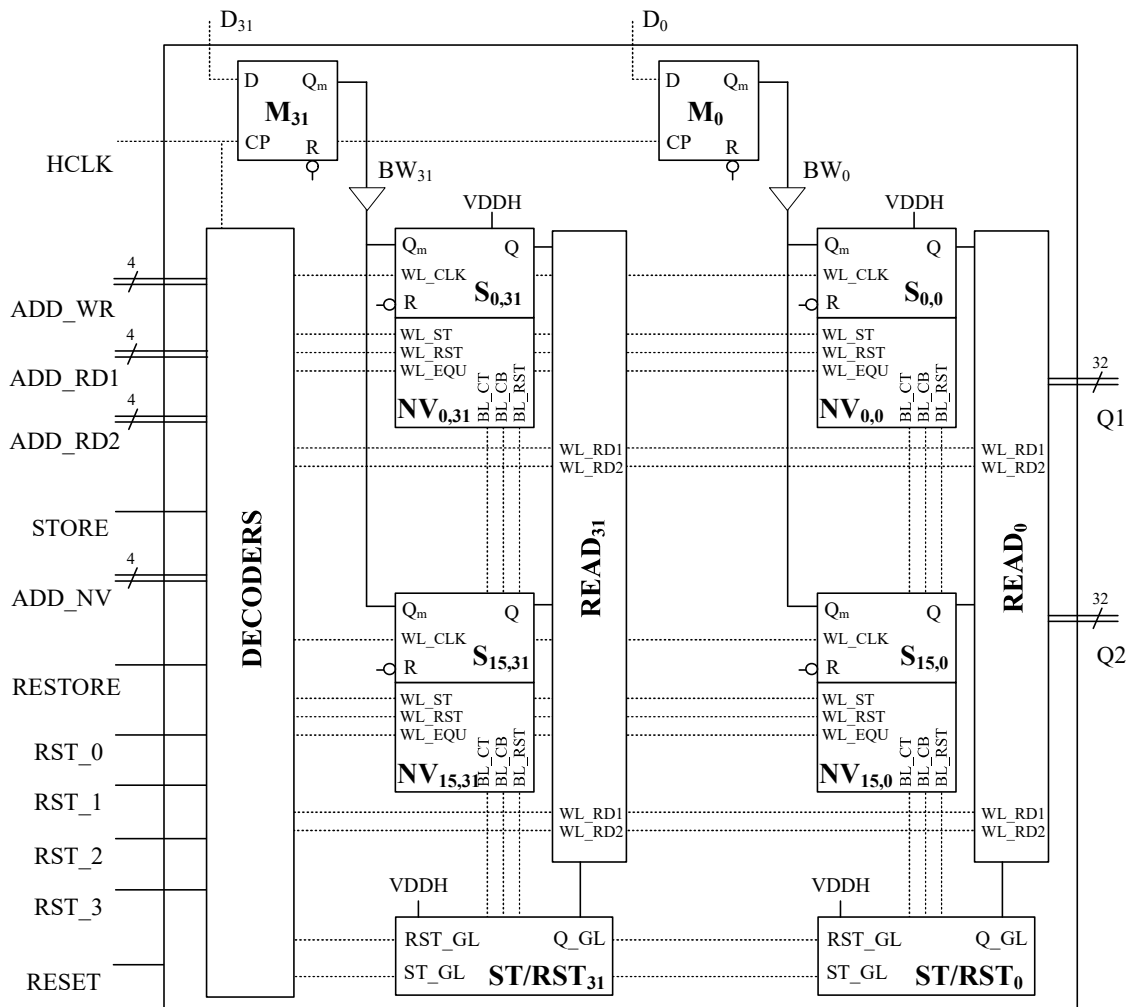 D31
D0
D
Qm
M31
CP
R
D
Qm
M0
CP
R
HCLK
BW31
BW0
VDDH
VDDH
4
ADD_WR
4
ADD_RD1
4
ADD_RD2
STORE
4
ADD_NV
RESTORE
RST_0
RST_1
RST_2
RST_3
RESET
DECODERS
Qm
Q
WL_CLK
S0,31
R
WL_ST
WL_RST
WL_EQU
BL_CT
BL_CB
BL_RST
NV0,31
WL_RD1
WL_RD2
READ31
Qm
Q
WL_CLK
S15,31
R
WL_ST
WL_RST
WL_EQU
BL_CT
BL_CB
BL_RST
NV15,31
WL_RD1
WL_RD2
VDDH
RST_GL
Q_GL
ST_GL
ST/RST31
Qm
Q
WL_CLK
S0,0
R
WL_ST
WL_RST
WL_EQU
BL_CT
BL_CB
BL_RST
NV0,0
WL_RD1
WL_RD2
READ0
Qm
Q
WL_CLK
S15,0
R
WL_ST
WL_RST
WL_EQU
BL_CT
BL_CB
BL_RST
NV15,0
WL_RD1
WL_RD2
VDDH
RST_GL
Q_GL
ST_GL
ST/RST0
32
Q1
32
Q2